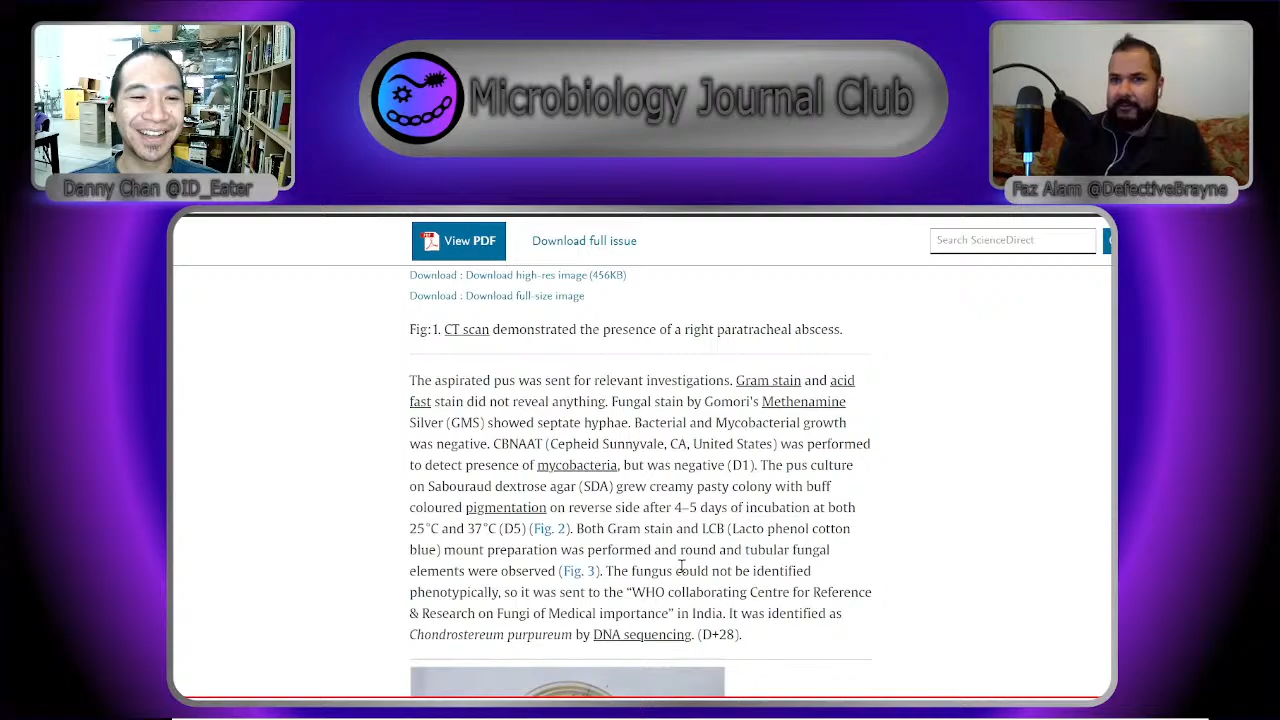 Microbiology Journal Club
Danny Chan @ID_Eater
Faz Alam @DefectiveBrayne
View PDF
Download full issue
Search ScienceDirect
Download : Download high-res image (456KB)
Download : Download full-size image
Fig:1. CT scan demonstrated the presence of a right paratracheal abscess.
The aspirated pus was sent for relevant investigations. Gram stain and acid
fast stain did not reveal anything. Fungal stain by Gomori's Methenamine
Silver (GMS) showed septate hyphae. Bacterial and Mycobacterial growth
was negative. CBNAAT (Cepheid Sunnyvale, CA, United States) was performed
to detect presence of mycobacteria, but was negative (D1). The pus culture
on Sabouraud dextrose agar (SDA) grew creamy pasty colony with buff
coloured pigmentation on reverse side after 4–5 days of incubation at both
25°C and 37°C (D5) (Fig. 2). Both Gram stain and LCB (Lacto phenol cotton
blue) mount preparation was performed and round and tubular fungal
elements were observed (Fig. 3). The fungus could not be identified
phenotypically, so it was sent to the “WHO collaborating Centre for Reference
& Research on Fungi of Medical importance” in India. It was identified as
Chondrostereum purpureum by DNA sequencing. (D+28).